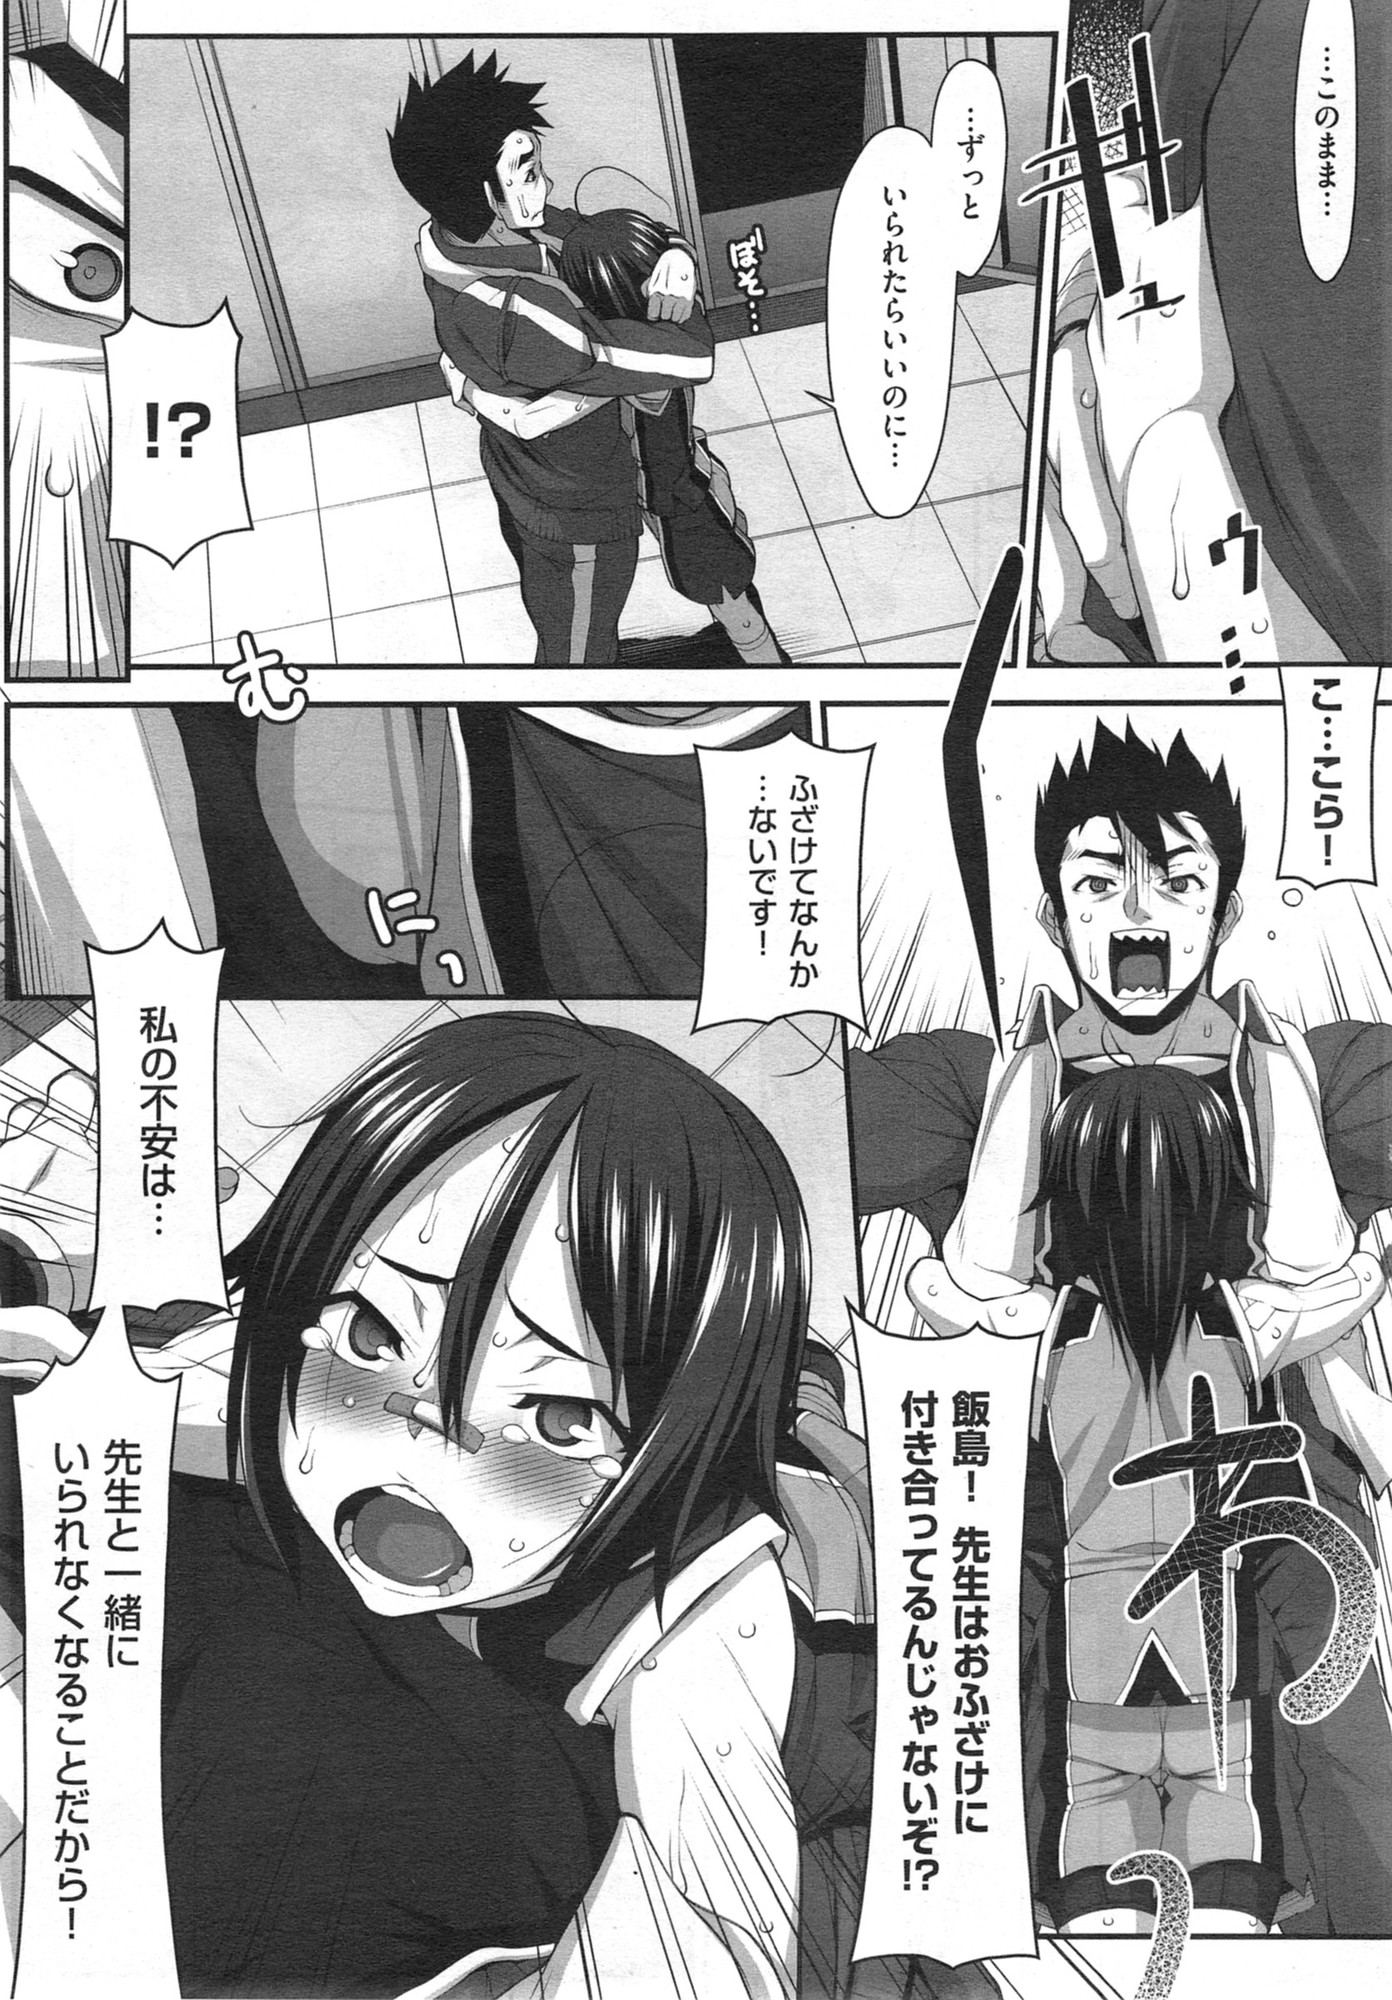 …このまま…
ギュウ…
…ずっと
いられたらいいのに…
ぼそ…
!?
こ…こら！
わっ
飯島！ 先生はおふざけに
付き合ってるんじゃないぞ!?
むにっ
ふざけてなんか
…ないです！
私の不安は…
先生と一緒に
いられなくなることだから！